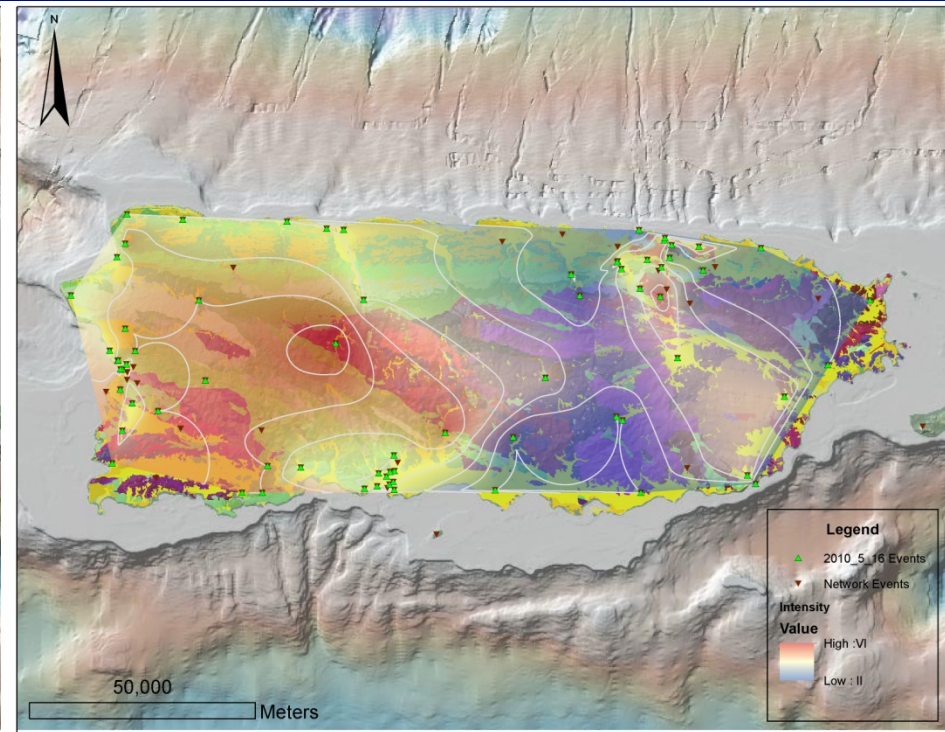 N
Legend
2010_5_16 Events
Network Events
Intensity
Value
High :VI
Low : II
50,000
Meters